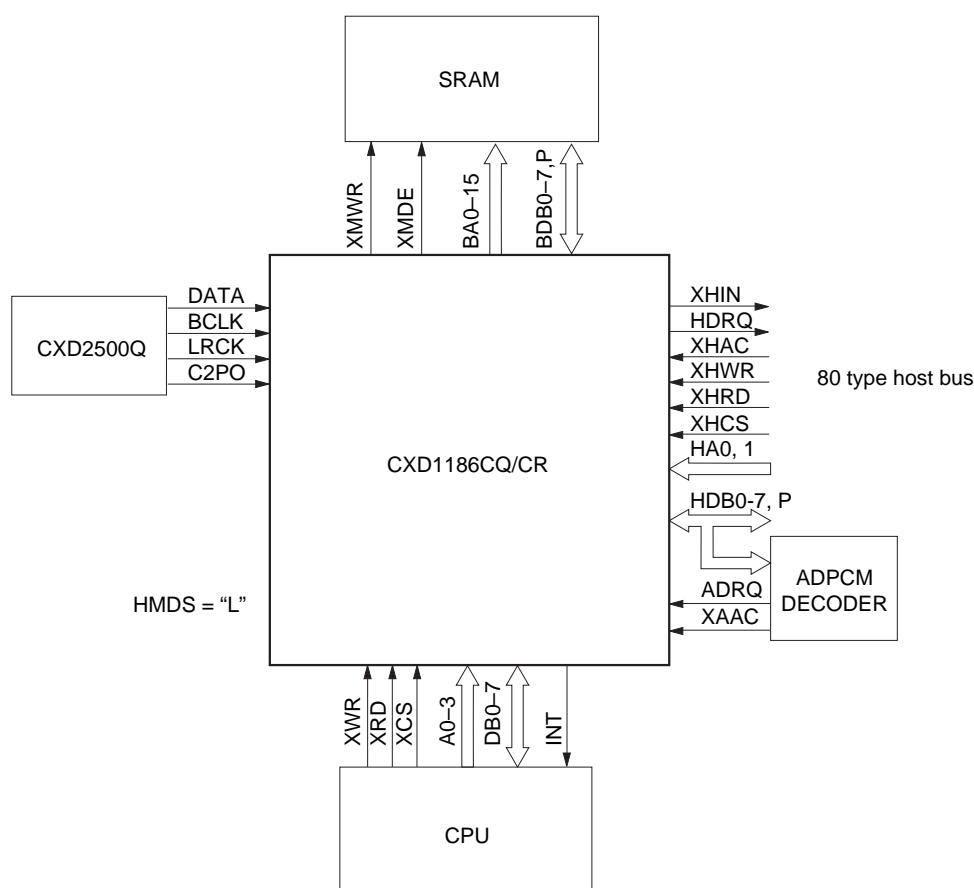 SRAM
XMWR
XMDE
BA0–15
BDB0–7,P
CXD2500Q
DATA
BCLK
LRCK
C2PO
CXD1186CQ/CR
XHIN
HDRQ
XHAC
XHWR
XHRD
XHCS
HA0, 1
HDB0-7, P
80 type host bus
ADRQ
XAAC
ADPCM
DECODER
HMDS = “L”
XWR
XRD
XCS
A0–3
DB0–7
INT
CPU